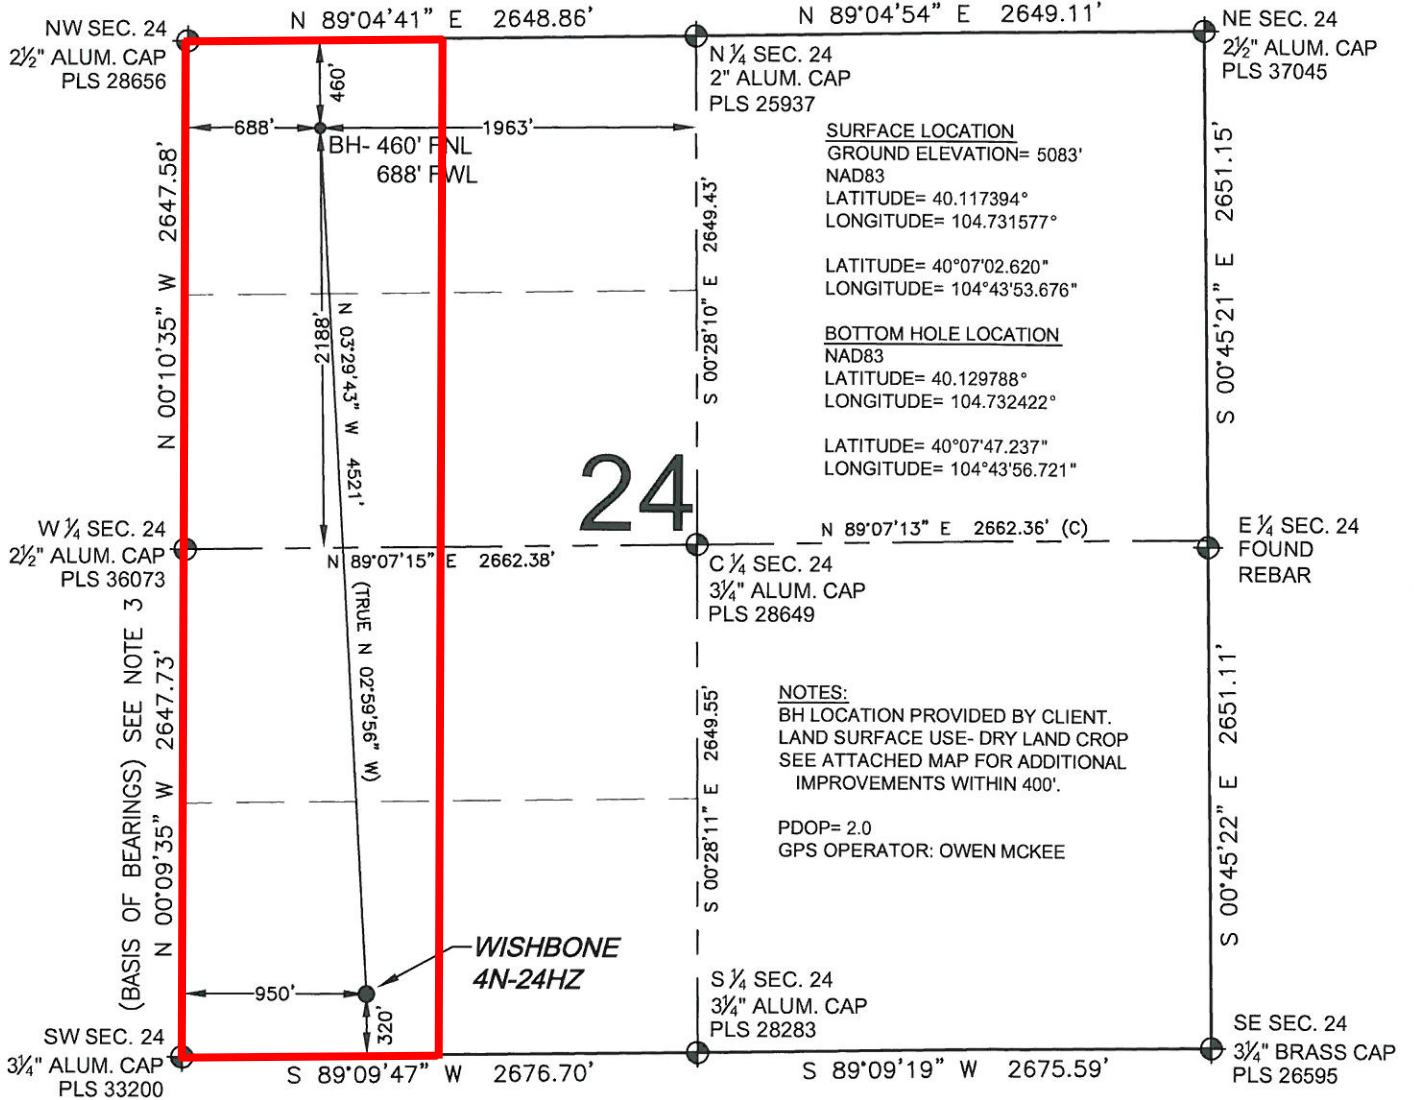 N 89°04'41" E 2648.86'
N 89°04'54" E 2649.11'
NW SEC. 24
2½" ALUM. CAP
PLS 28656
N ¼ SEC. 24
2" ALUM. CAP
PLS 25937
NE SEC. 24
2½" ALUM. CAP
PLS 37045
460'
688'
1963'
BH- 460' FNL
688' FWL
SURFACE LOCATION
GROUND ELEVATION= 5083'
NAD83
LATITUDE= 40.117394°
LONGITUDE= 104.731577°
LATITUDE= 40°07'02.620"
LONGITUDE= 104°43'53.676"
BOTTOM HOLE LOCATION
NAD83
LATITUDE= 40.129788°
LONGITUDE= 104.732422°
LATITUDE= 40°07'47.237"
LONGITUDE= 104°43'56.721"
N 00°10'35" W 2647.58'
2188'
N 03°29'43" W 4521'
(TRUE N 02°59'56" W)
S 00°28'10" E 2649.43'
S 00°45'21" E 2651.15'
24
W ¼ SEC. 24
2½" ALUM. CAP
PLS 36073
N 89°07'15" E 2662.38'
N 89°07'13" E 2662.36' (C)
C ¼ SEC. 24
3¼" ALUM. CAP
PLS 28649
E ¼ SEC. 24
FOUND
REBAR
(BASIS OF BEARINGS) SEE NOTE 3
N 00°09'35" W 2647.73'
S 00°28'11" E 2649.55'
S 00°45'22" E 2651.11'
NOTES:
BH LOCATION PROVIDED BY CLIENT.
LAND SURFACE USE- DRY LAND CROP
SEE ATTACHED MAP FOR ADDITIONAL
IMPROVEMENTS WITHIN 400'.
PDOP= 2.0
GPS OPERATOR: OWEN MCKEE
WISHBONE
4N-24HZ
950'
320'
SW SEC. 24
3¼" ALUM. CAP
PLS 33200
S ¼ SEC. 24
3¼" ALUM. CAP
PLS 28283
SE SEC. 24
3¼" BRASS CAP
PLS 26595
S 89°09'47" W 2676.70'
S 89°09'19" W 2675.59'